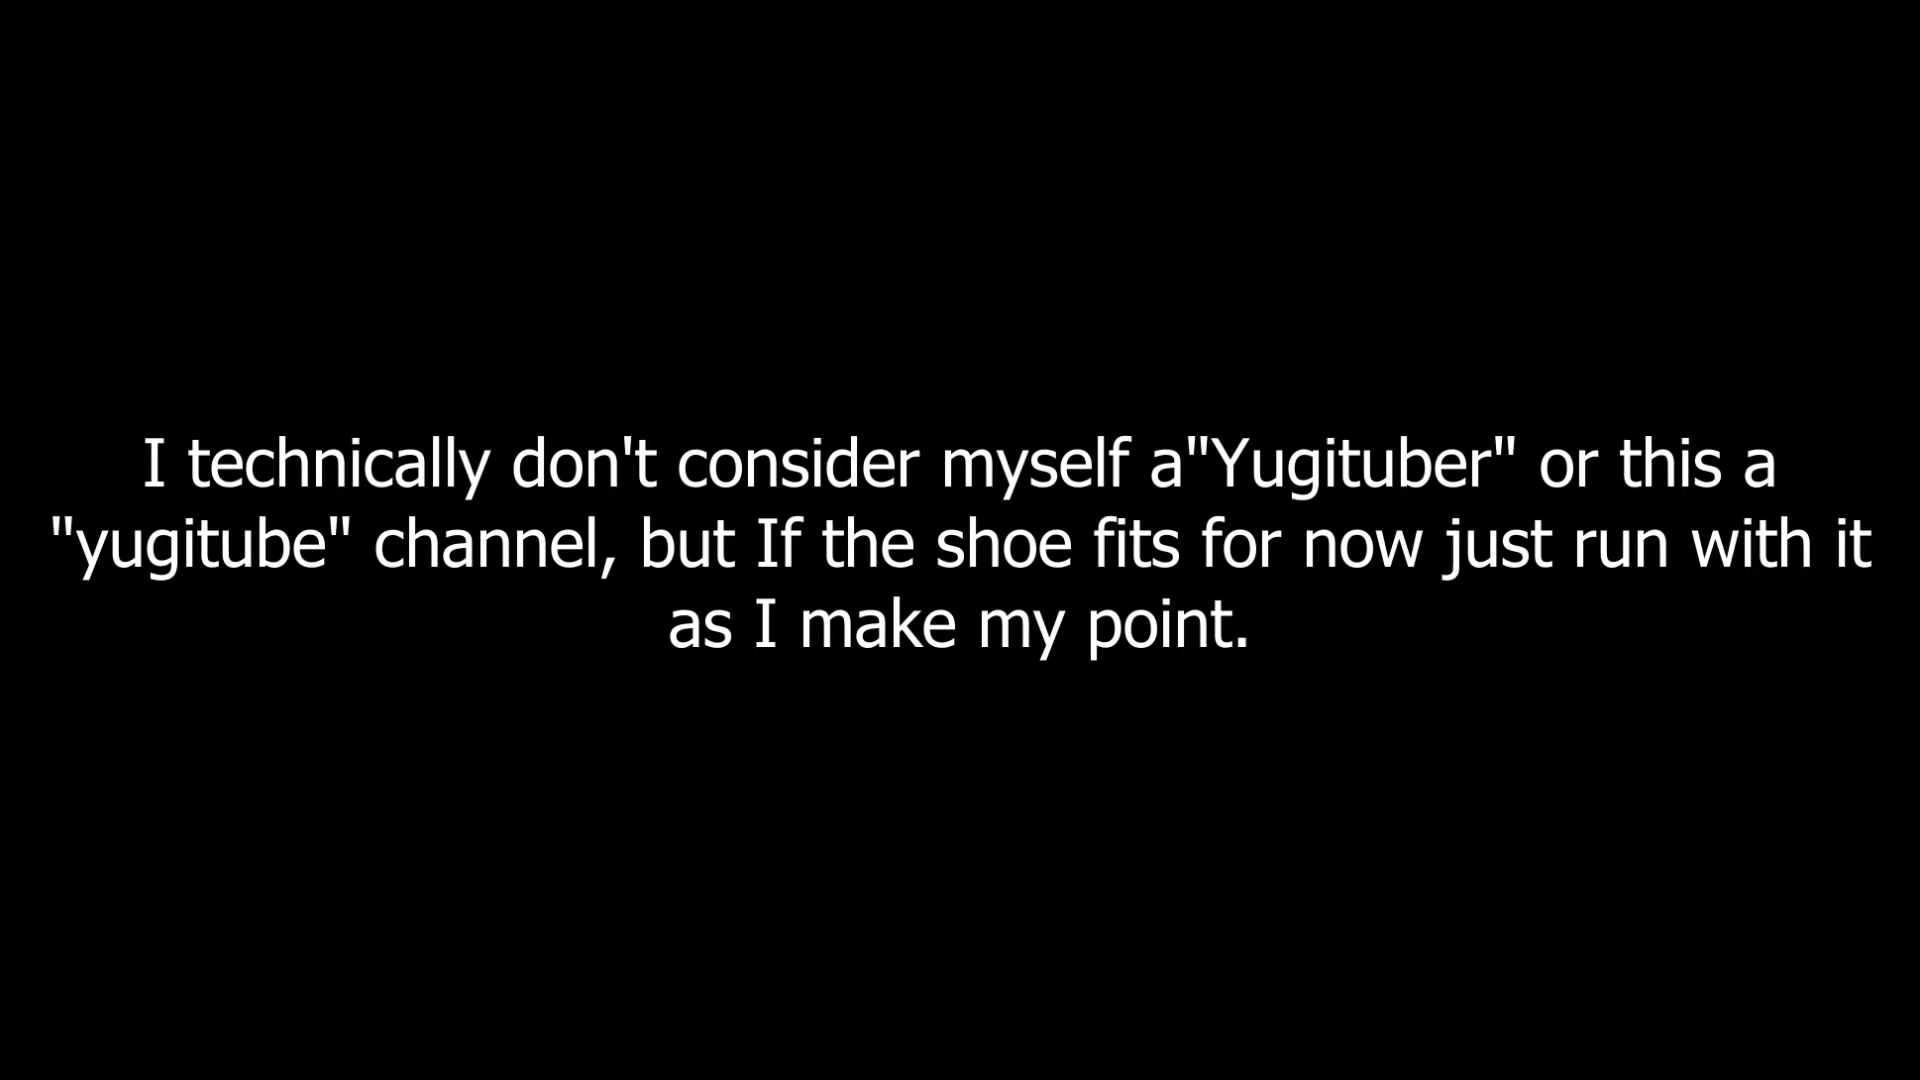 I technically don't consider myself a"Yugituber" or this a
"yugitube" channel, but If the shoe fits for now just run with it
as I make my point.